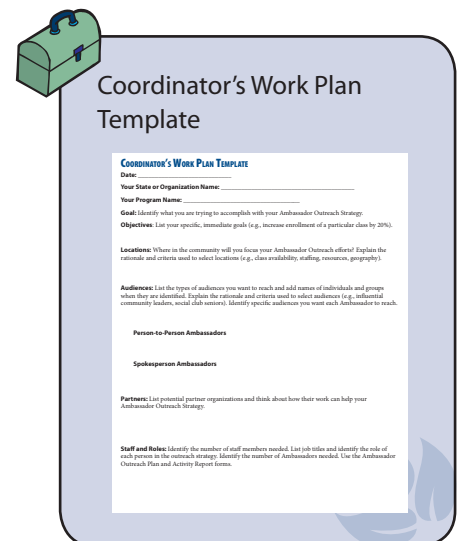 Coordinator's Work Plan
Template
Coordinator's Work Plan Template
Date: ____________________________
Your State or Organization Name: ________________________________________________
Your Program Name: ___________________________________
Goal: Identify what you are trying to accomplish with your Ambassador Outreach Strategy.
Objectives: List your specific, immediate goals (e.g., increase enrollment of a particular class by 20%).
Locations: Where in the community will you focus your Ambassador Outreach efforts? Explain the
rationale and criteria used to select locations (e.g., class availability, staffing, resources, geography).
Audiences: List the types of audiences you want to reach and add names of individuals and groups
when they are identified. Explain the rationale and criteria used to select audiences (e.g., influential
community leaders, social club seniors). Identify specific audiences you want each Ambassador to reach.
Person-to-Person Ambassadors
Spokesperson Ambassadors
Partners: List potential partner organizations and think about how their work can help your
Ambassador Outreach Strategy.
Staff and Roles: Identify the number of staff members needed. List job titles and identify the role of
each person in the outreach strategy. Identify the number of Ambassadors needed. Use the Ambassador
Outreach Plan and Activity Report forms.